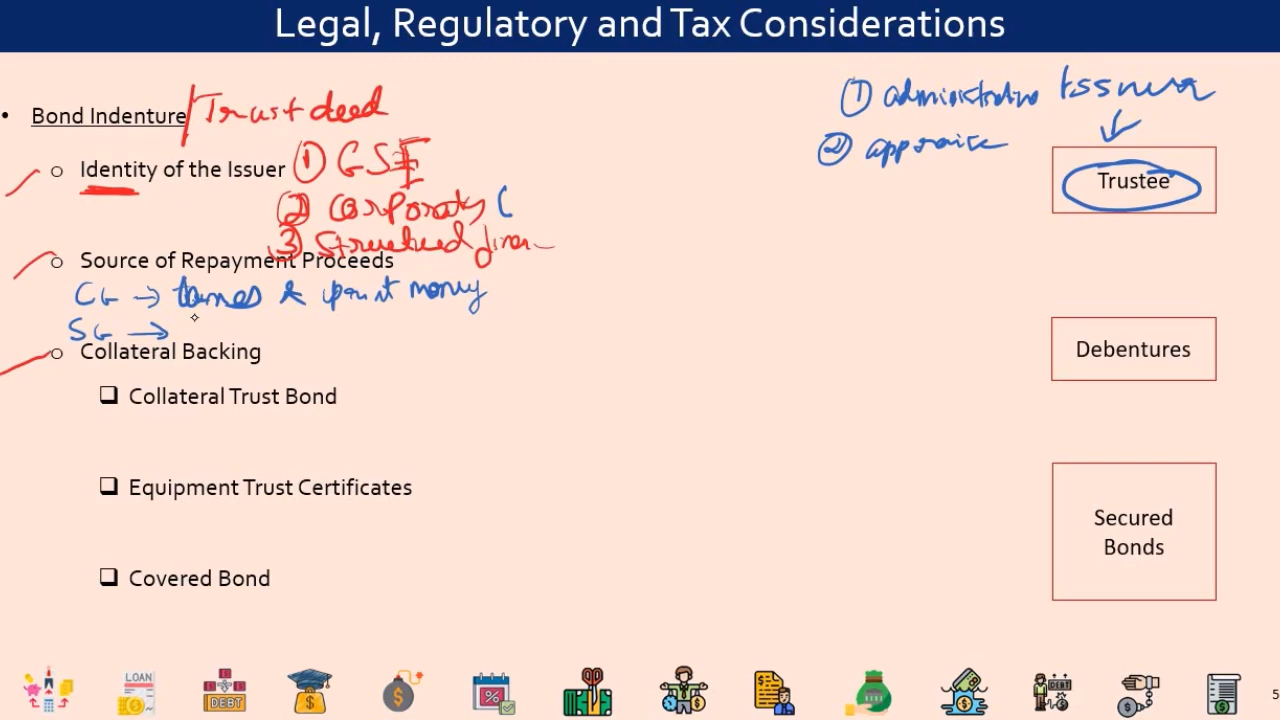 Legal, Regulatory and Tax Considerations
• Bond Indenture/Trust deed
① administrative Issuer
② appraise
Trustee
o Identity of the Issuer ① GSE
② Corporate (
③ Structured
o Source of Repayment Proceeds
CG → & print money
SG →
o Collateral Backing
Debentures
❑ Collateral Trust Bond
❑ Equipment Trust Certificates
Secured
Bonds
❑ Covered Bond
LOAN
DEBT
DEBT
5